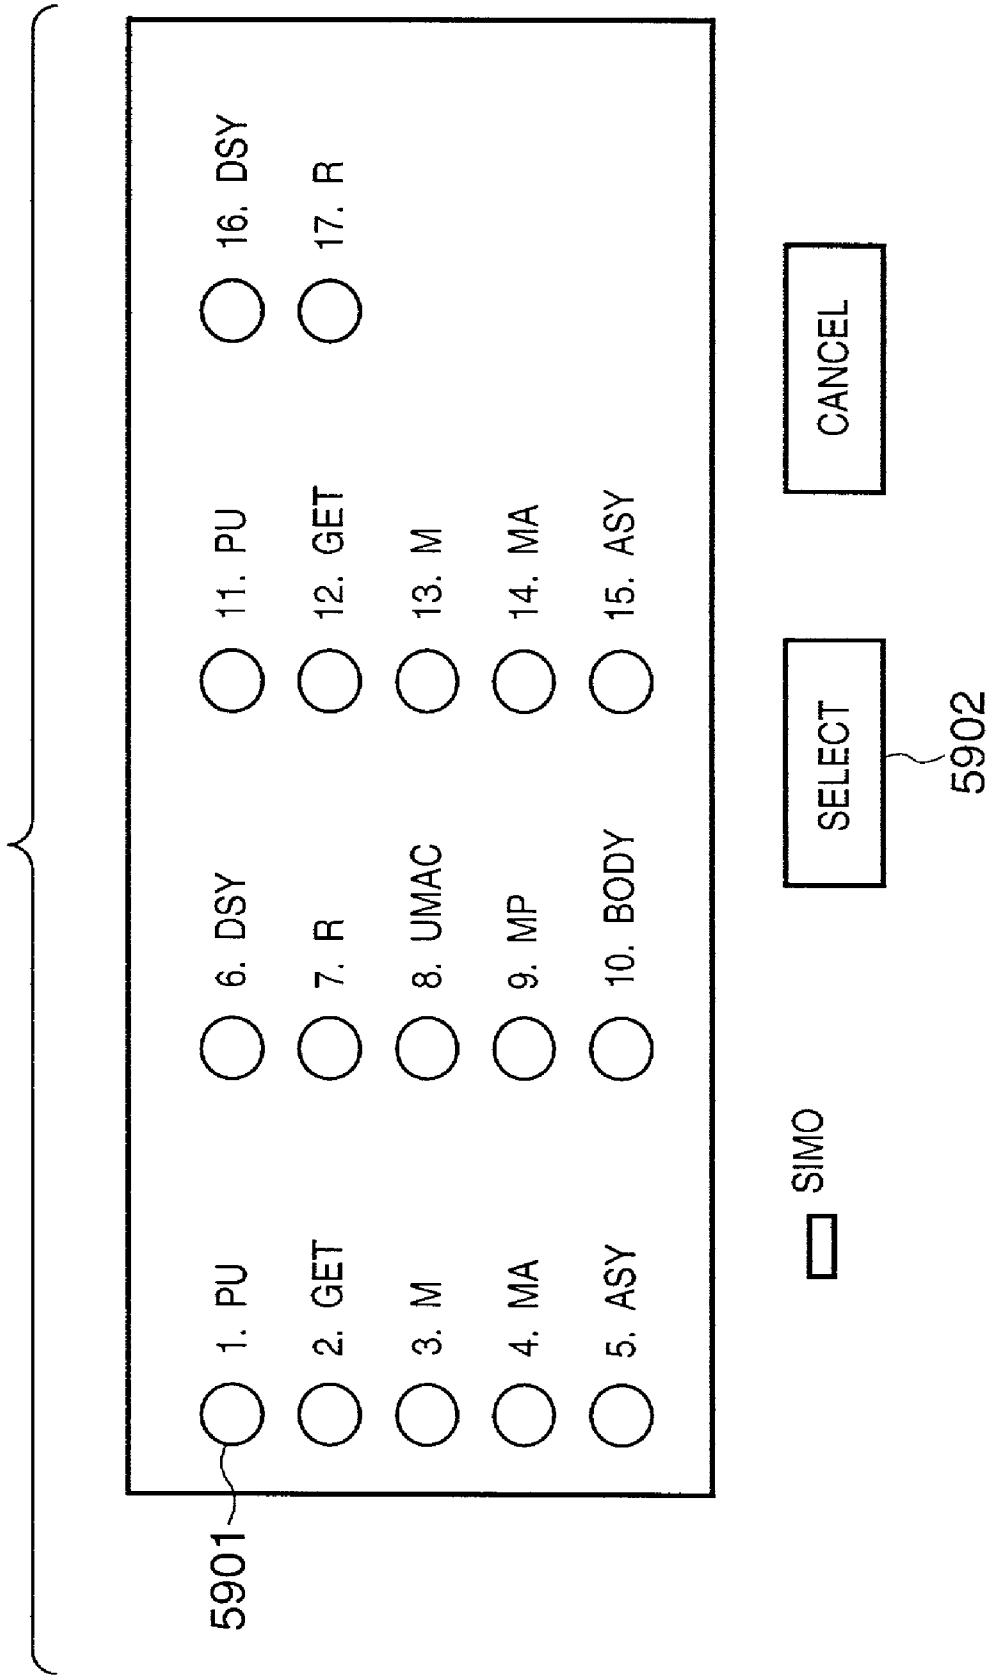 1. PU
2. GET
3. M
4. MA
5. ASY
6. DSY
7. R
8. UMAC
9. MP
10. BODY
11. PU
12. GET
13. M
14. MA
15. ASY
16. DSY
17. R
5901
SIMO
SELECT
CANCEL
5902